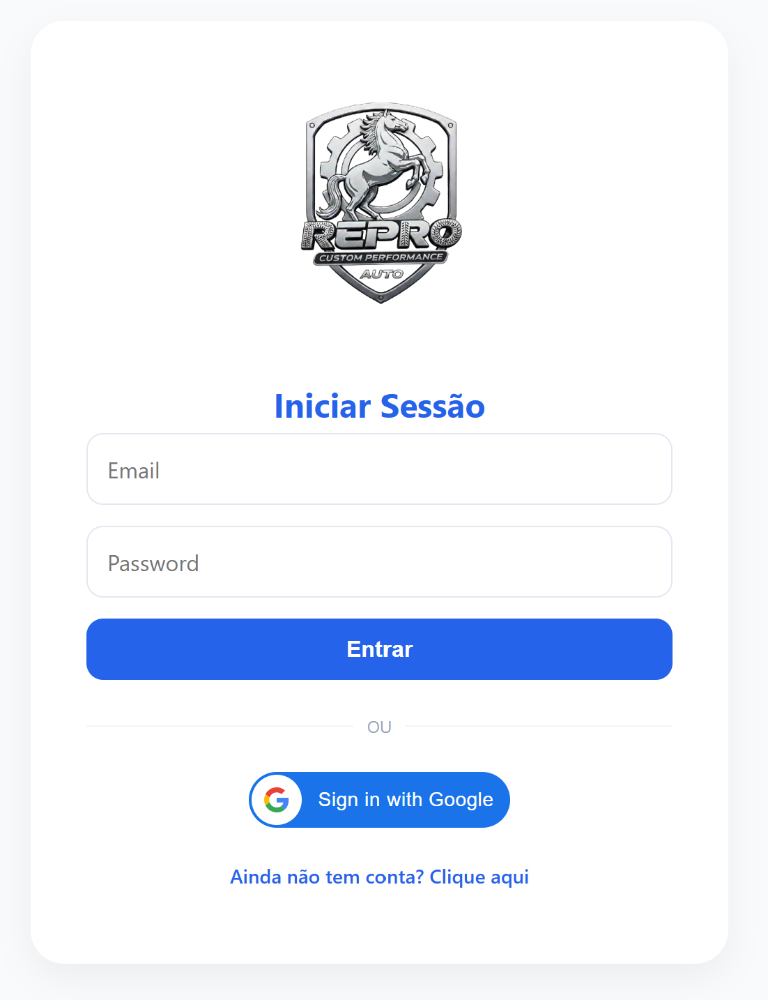 REPRO
CUSTOM PERFORMANCE
AUTO
Iniciar Sessão
Email
Password
Entrar
OU
Sign in with Google
Ainda não tem conta? Clique aqui